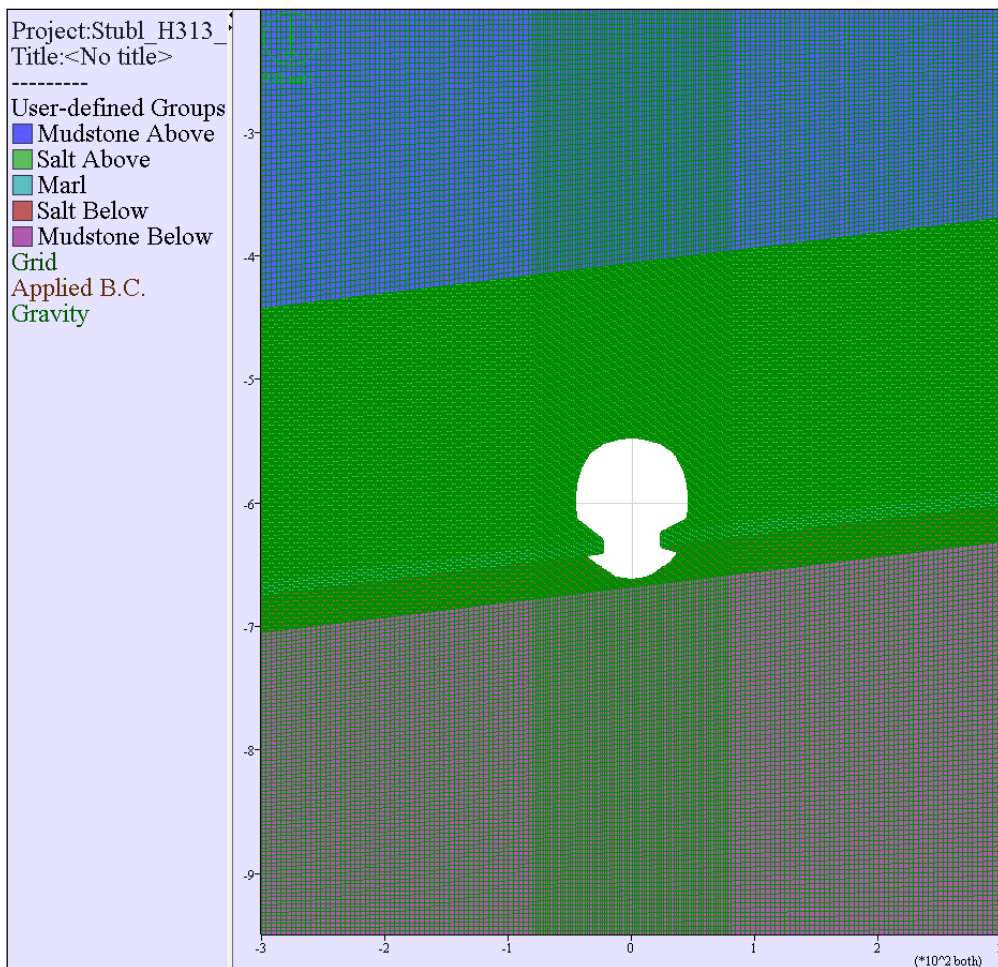 Project:Stubl_H313_
Title:<No title>
---------
User-defined Groups
Mudstone Above
Salt Above
Marl
Salt Below
Mudstone Below
Grid
Applied B.C.
Gravity
-3
-4
-5
-6
-7
-8
-9
-3 -2 -1 0 1 2
(*10^2 both)